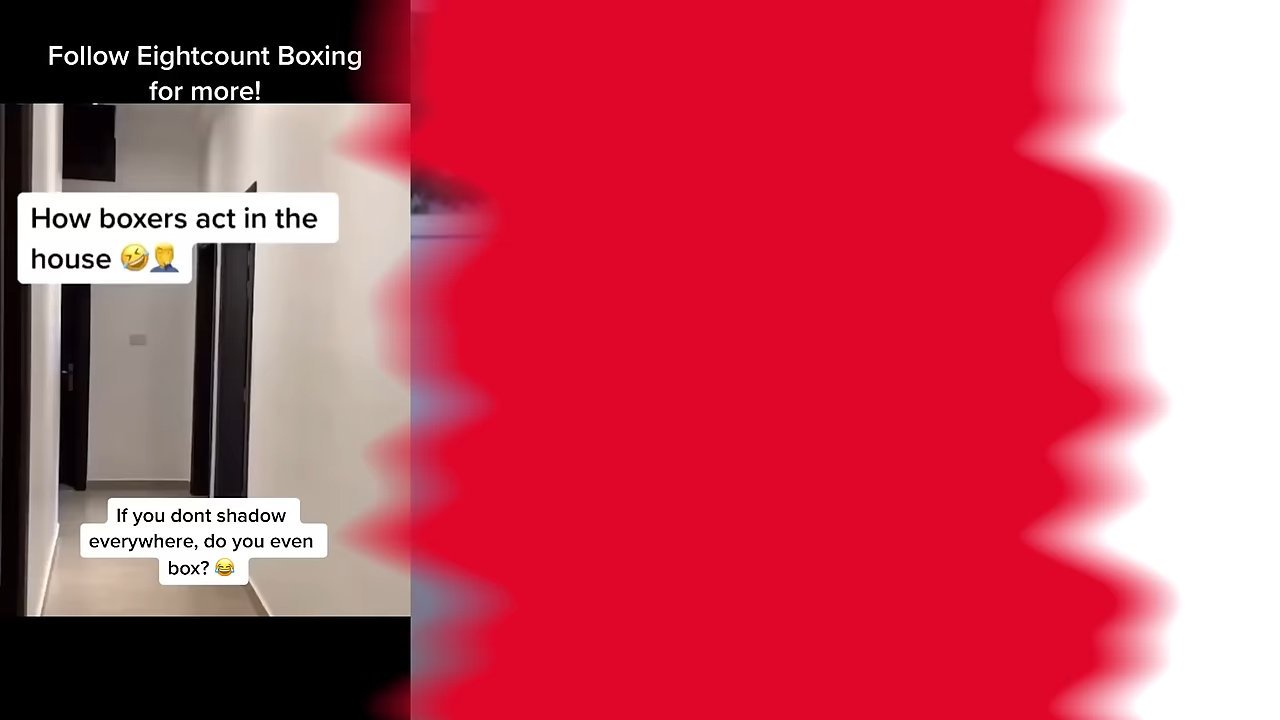 Follow Eightcount Boxing
for more!
How boxers act in the
house 🤣🤦‍♂️
If you dont shadow
everywhere, do you even
box? 😂